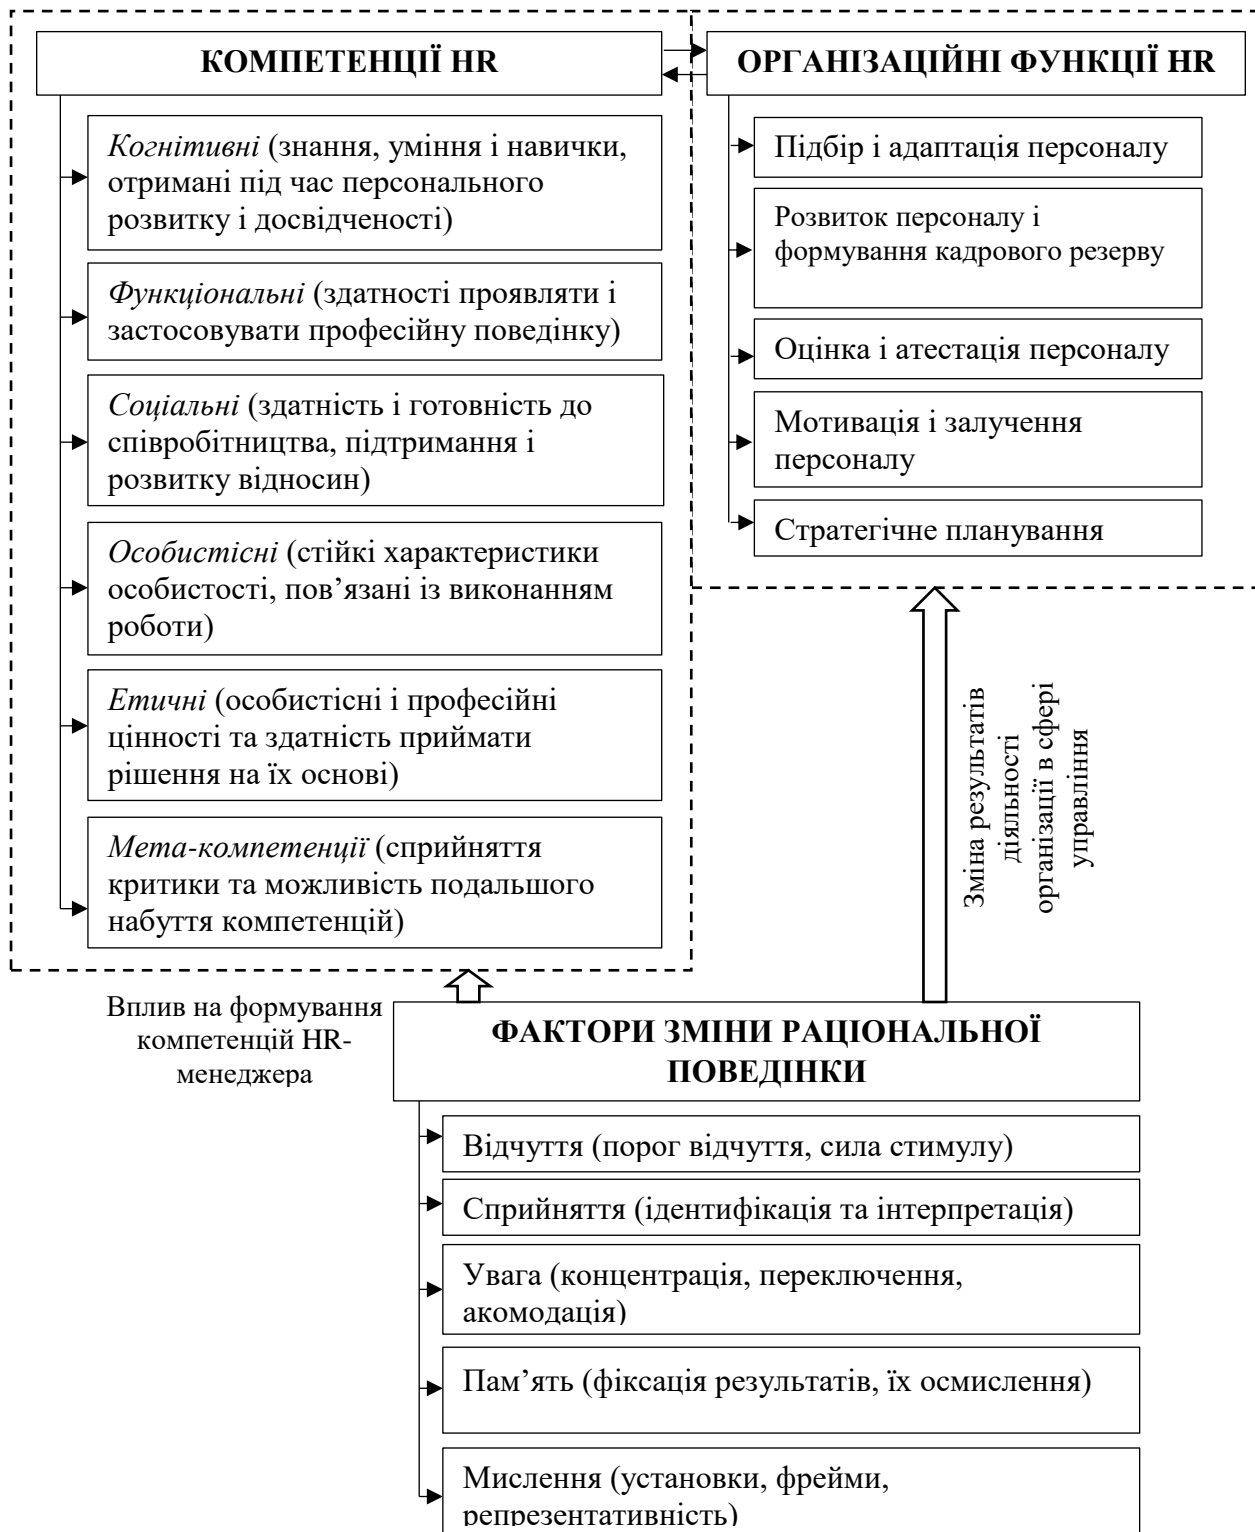 КОМПЕТЕНЦІЇ HR
Когнітивні (знання, уміння і навички,
отримані під час персонального
розвитку і досвідченості)
Функціональні (здатності проявляти і
застосовувати професійну поведінку)
Соціальні (здатність і готовність до
співробітництва, підтримання і
розвитку відносин)
Особистісні (стійкі характеристики
особистості, пов’язані із виконанням
роботи)
Етичні (особистісні і професійні
цінності та здатність приймати
рішення на їх основі)
Мета-компетенції (сприйняття
критики та можливість подальшого
набуття компетенцій)
ОРГАНІЗАЦІЙНІ ФУНКЦІЇ HR
Підбір і адаптація персоналу
Розвиток персоналу і
формування кадрового резерву
Оцінка і атестація персоналу
Мотивація і залучення
персоналу
Стратегічне планування
Зміна результатів
діяльності
організації в сфері
управління
Вплив на формування
компетенцій HR-
менеджера
ФАКТОРИ ЗМІНИ РАЦІОНАЛЬНОЇ
ПОВЕДІНКИ
Відчуття (порог відчуття, сила стимулу)
Сприйняття (ідентифікація та інтерпретація)
Увага (концентрація, переключення,
акомодація)
Пам’ять (фіксація результатів, їх осмислення)
Мислення (установки, фрейми,
репрезентативність)